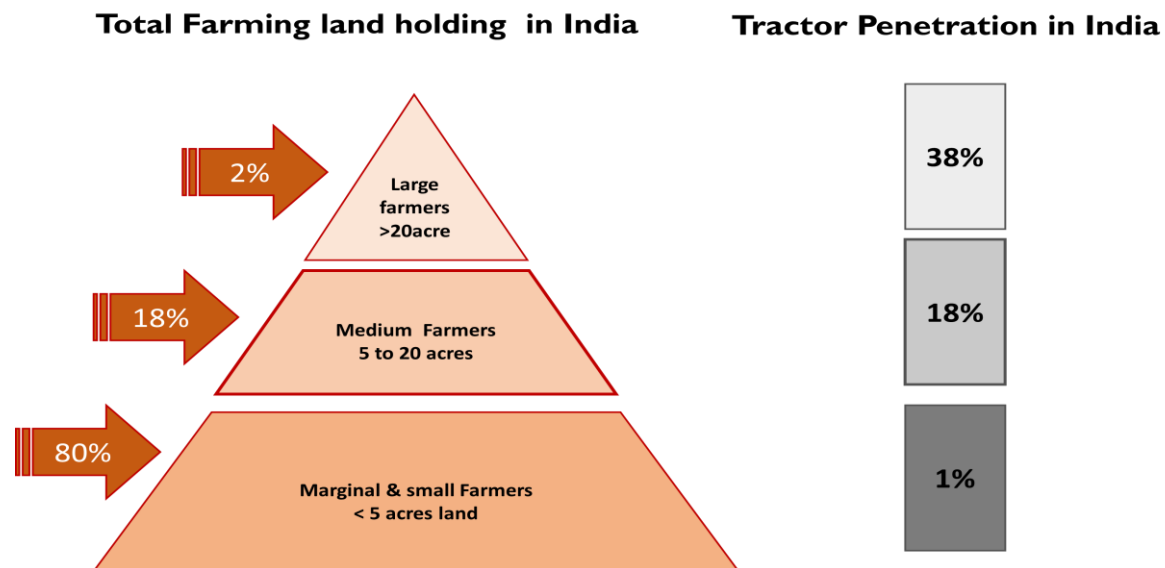 Total Farming land holding in India
Tractor Penetration in India
2%
Large
farmers
>20acre
38%
18%
Medium Farmers
5 to 20 acres
18%
80%
Marginal & small Farmers
< 5 acres land
1%